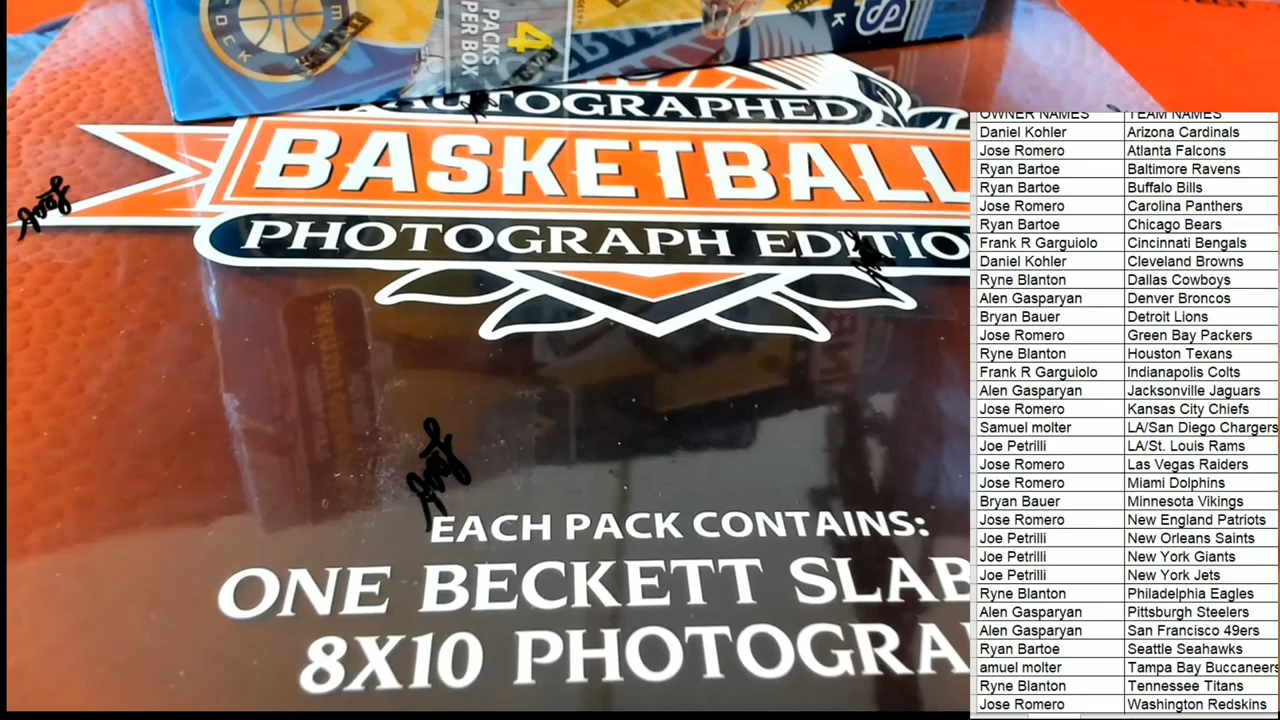 4
PACKS
PER BOX
AUTOGRAPHED
BASKETBALL
PHOTOGRAPH EDITIO
EACH PACK CONTAINS:
ONE BECKETT SLAB
8X10 PHOTOGRA
OWNER NAMES TEAM NAMES
Daniel Kohler Arizona Cardinals
Jose Romero Atlanta Falcons
Ryan Bartoe Baltimore Ravens
Ryan Bartoe Buffalo Bills
Jose Romero Carolina Panthers
Ryan Bartoe Chicago Bears
Frank R Garguiolo Cincinnati Bengals
Daniel Kohler Cleveland Browns
Ryne Blanton Dallas Cowboys
Alen Gasparyan Denver Broncos
Bryan Bauer Detroit Lions
Jose Romero Green Bay Packers
Ryne Blanton Houston Texans
Frank R Garguiolo Indianapolis Colts
Alen Gasparyan Jacksonville Jaguars
Jose Romero Kansas City Chiefs
Samuel molter LA/San Diego Chargers
Joe Petrilli LA/St. Louis Rams
Jose Romero Las Vegas Raiders
Jose Romero Miami Dolphins
Bryan Bauer Minnesota Vikings
Jose Romero New England Patriots
Joe Petrilli New Orleans Saints
Joe Petrilli New York Giants
Joe Petrilli New York Jets
Ryne Blanton Philadelphia Eagles
Alen Gasparyan Pittsburgh Steelers
Alen Gasparyan San Francisco 49ers
Ryan Bartoe Seattle Seahawks
amuel molter Tampa Bay Buccaneers
Ryne Blanton Tennessee Titans
Jose Romero Washington Redskins